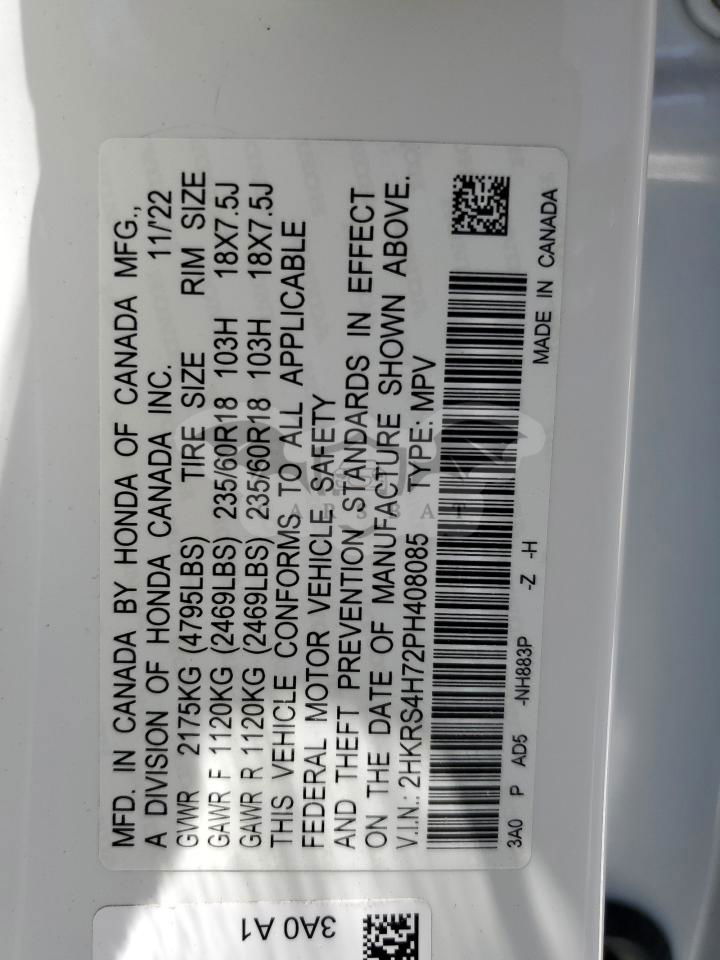 MFD. IN CANADA BY HONDA OF CANADA MFG.,
A DIVISION OF HONDA CANADA INC. 11/'22
GVWR 2175KG (4795LBS) TIRE SIZE RIM SIZE
GAWR F 1120KG (2469LBS) 235/60R18 103H 18X7.5J
GAWR R 1120KG (2469LBS) 235/60R18 103H 18X7.5J
THIS VEHICLE CONFORMS TO ALL APPLICABLE
FEDERAL MOTOR VEHICLE SAFETY
AND THEFT PREVENTION STANDARDS IN EFFECT
ON THE DATE OF MANUFACTURE SHOWN ABOVE.
V.I.N.: 2HKRS4H72PH408085 TYPE: MPV
3A0 P AD5 -NH883P -Z -H
MADE IN CANADA
3A0 A1
ARSBAT